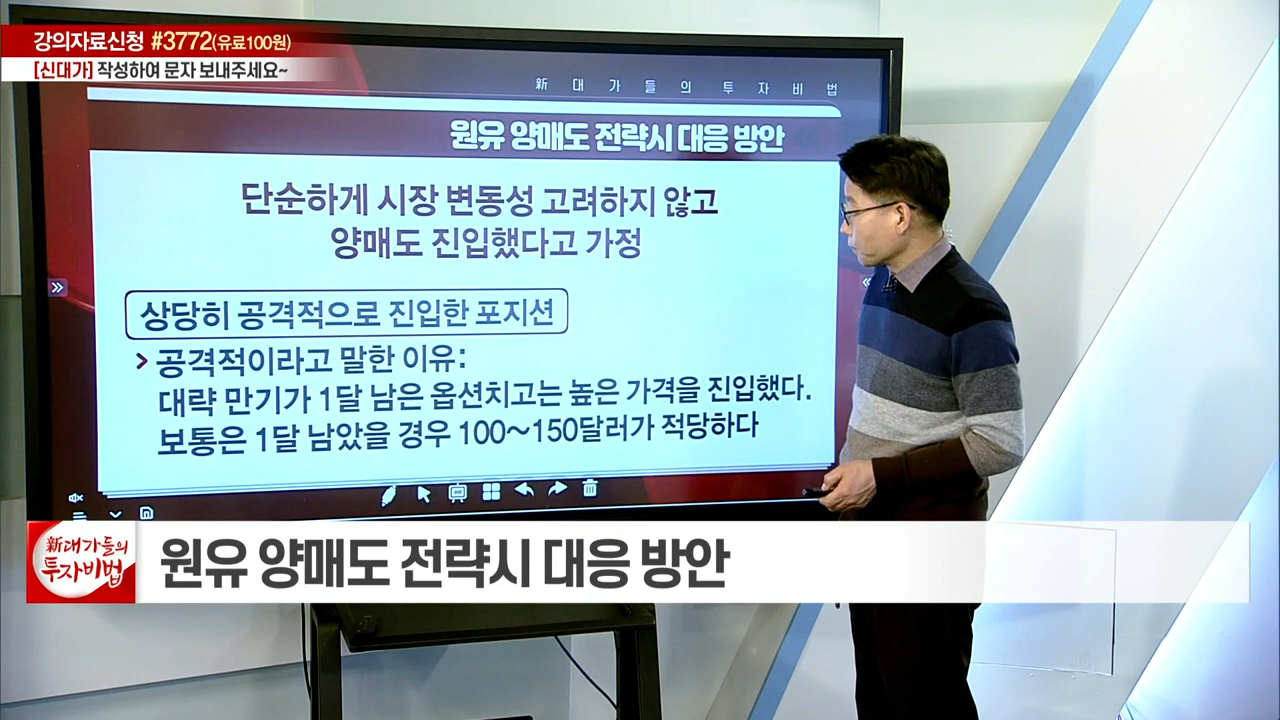 강의자료신청 #3772(유료100원)
[신대가] 작성하여 문자 보내주세요~
新 대 가 들 의 투 자 비 법
원유 양매도 전략시 대응 방안
단순하게 시장 변동성 고려하지 않고
양매도 진입했다고 가정
상당히 공격적으로 진입한 포지션
> 공격적이라고 말한 이유:
대략 만기가 1달 남은 옵션치고는 높은 가격을 진입했다.
보통은 1달 남았을 경우 100~150달러가 적당하다
新대가들의
투자비법
원유 양매도 전략시 대응 방안